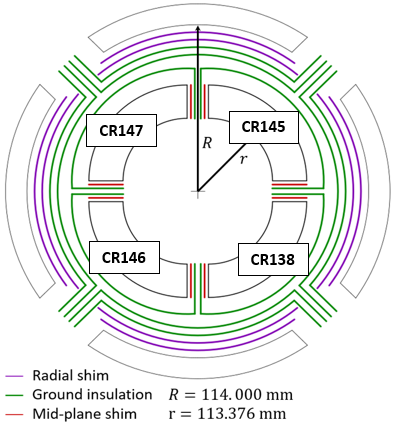 CR147
CR145
R
r
CR146
CR138
Radial shim
Ground insulation R = 114.000 mm
Mid-plane shim r = 113.376 mm